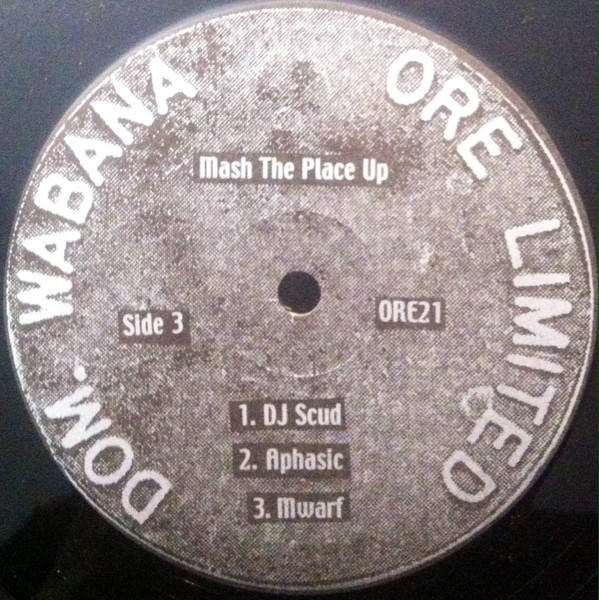 DOM. WABANA ORE LIMITED
Mash The Place Up
Side 3
ORE21
1. DJ Scud
2. Aphasic
3. Mwarf